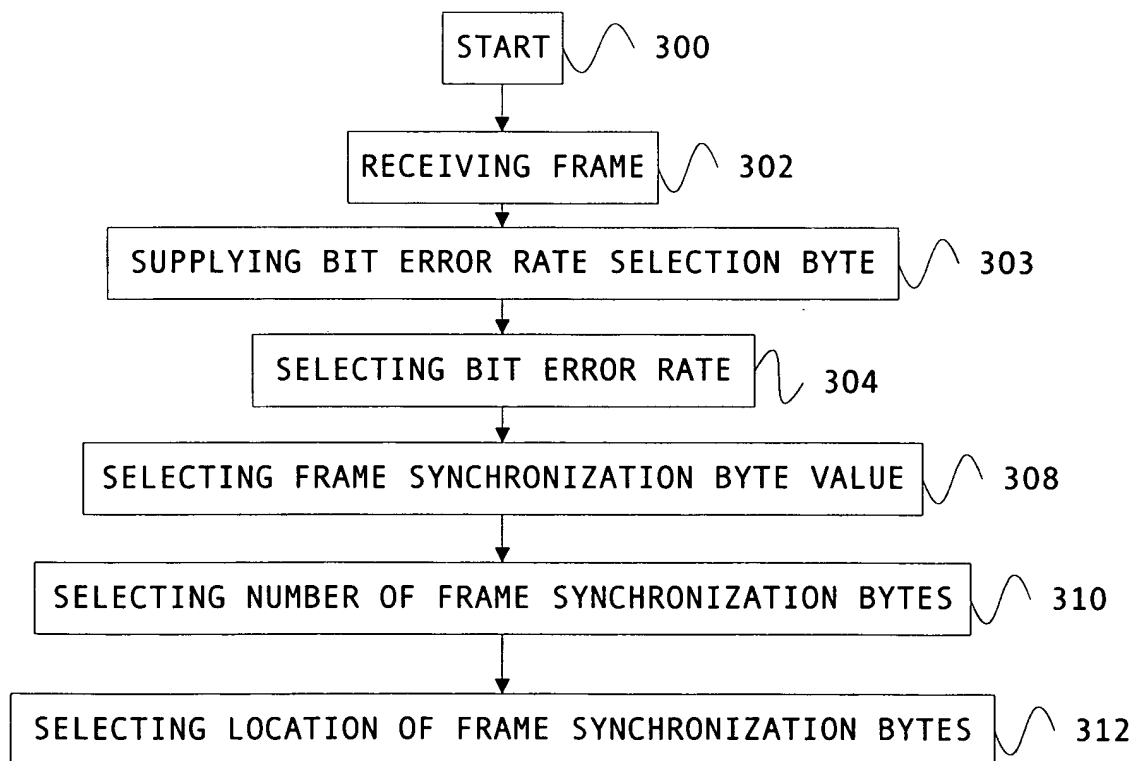 START 300
RECEIVING FRAME 302
SUPPLYING BIT ERROR RATE SELECTION BYTE 303
SELECTING BIT ERROR RATE 304
SELECTING FRAME SYNCHRONIZATION BYTE VALUE 308
SELECTING NUMBER OF FRAME SYNCHRONIZATION BYTES 310
SELECTING LOCATION OF FRAME SYNCHRONIZATION BYTES 312